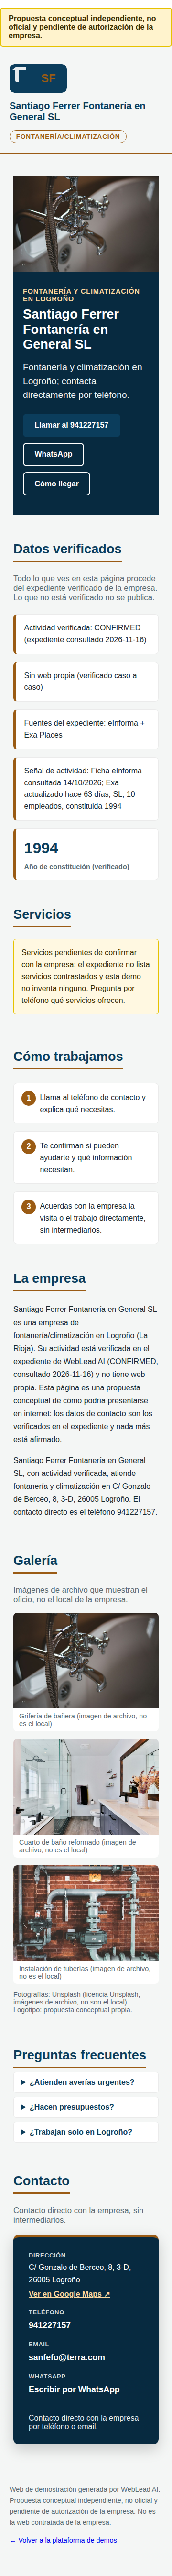 Propuesta conceptual independiente, no
oficial y pendiente de autorización de la
empresa.
SF
Santiago Ferrer Fontanería en
General SL
FONTANERÍA/CLIMATIZACIÓN
FONTANERÍA Y CLIMATIZACIÓN
EN LOGROÑO
Santiago Ferrer
Fontanería en
General SL
Fontanería y climatización en
Logroño; contacta
directamente por teléfono.
Llamar al 941227157
WhatsApp
Cómo llegar
Datos verificados
Todo lo que ves en esta página procede
del expediente verificado de la empresa.
Lo que no está verificado no se publica.
Actividad verificada: CONFIRMED
(expediente consultado 2026-11-16)
Sin web propia (verificado caso a
caso)
Fuentes del expediente: eInforma +
Exa Places
Señal de actividad: Ficha eInforma
consultada 14/10/2026; Exa
actualizado hace 63 días; SL, 10
empleados, constituida 1994
1994
Año de constitución (verificado)
Servicios
Servicios pendientes de confirmar
con la empresa: el expediente no lista
servicios contrastados y esta demo
no inventa ninguno. Pregunta por
teléfono qué servicios ofrecen.
Cómo trabajamos
1 Llama al teléfono de contacto y
explica qué necesitas.
2 Te confirman si pueden
ayudarte y qué información
necesitan.
3 Acuerdas con la empresa la
visita o el trabajo directamente,
sin intermediarios.
La empresa
Santiago Ferrer Fontanería en General SL
es una empresa de
fontanería/climatización en Logroño (La
Rioja). Su actividad está verificada en el
expediente de WebLead AI (CONFIRMED,
consultado 2026-11-16) y no tiene web
propia. Esta página es una propuesta
conceptual de cómo podría presentarse
en internet: los datos de contacto son los
verificados en el expediente y nada más
está afirmado.
Santiago Ferrer Fontanería en General
SL, con actividad verificada, atiende
fontanería y climatización en C/ Gonzalo
de Berceo, 8, 3-D, 26005 Logroño. El
contacto directo es el teléfono 941227157.
Galería
Imágenes de archivo que muestran el
oficio, no el local de la empresa.
Grifería de bañera (imagen de archivo, no
es el local)
Cuarto de baño reformado (imagen de
archivo, no es el local)
Instalación de tuberías (imagen de archivo,
no es el local)
Fotografías: Unsplash (licencia Unsplash,
imágenes de archivo, no son el local).
Logotipo: propuesta conceptual propia.
Preguntas frecuentes
▶ ¿Atienden averías urgentes?
▶ ¿Hacen presupuestos?
▶ ¿Trabajan solo en Logroño?
Contacto
Contacto directo con la empresa, sin
intermediarios.
DIRECCIÓN
C/ Gonzalo de Berceo, 8, 3-D,
26005 Logroño
Ver en Google Maps ↗
TELÉFONO
941227157
EMAIL
sanfefo@terra.com
WHATSAPP
Escribir por WhatsApp
Contacto directo con la empresa
por teléfono o email.
Web de demostración generada por WebLead AI.
Propuesta conceptual independiente, no oficial y
pendiente de autorización de la empresa. No es
la web contratada de la empresa.
← Volver a la plataforma de demos